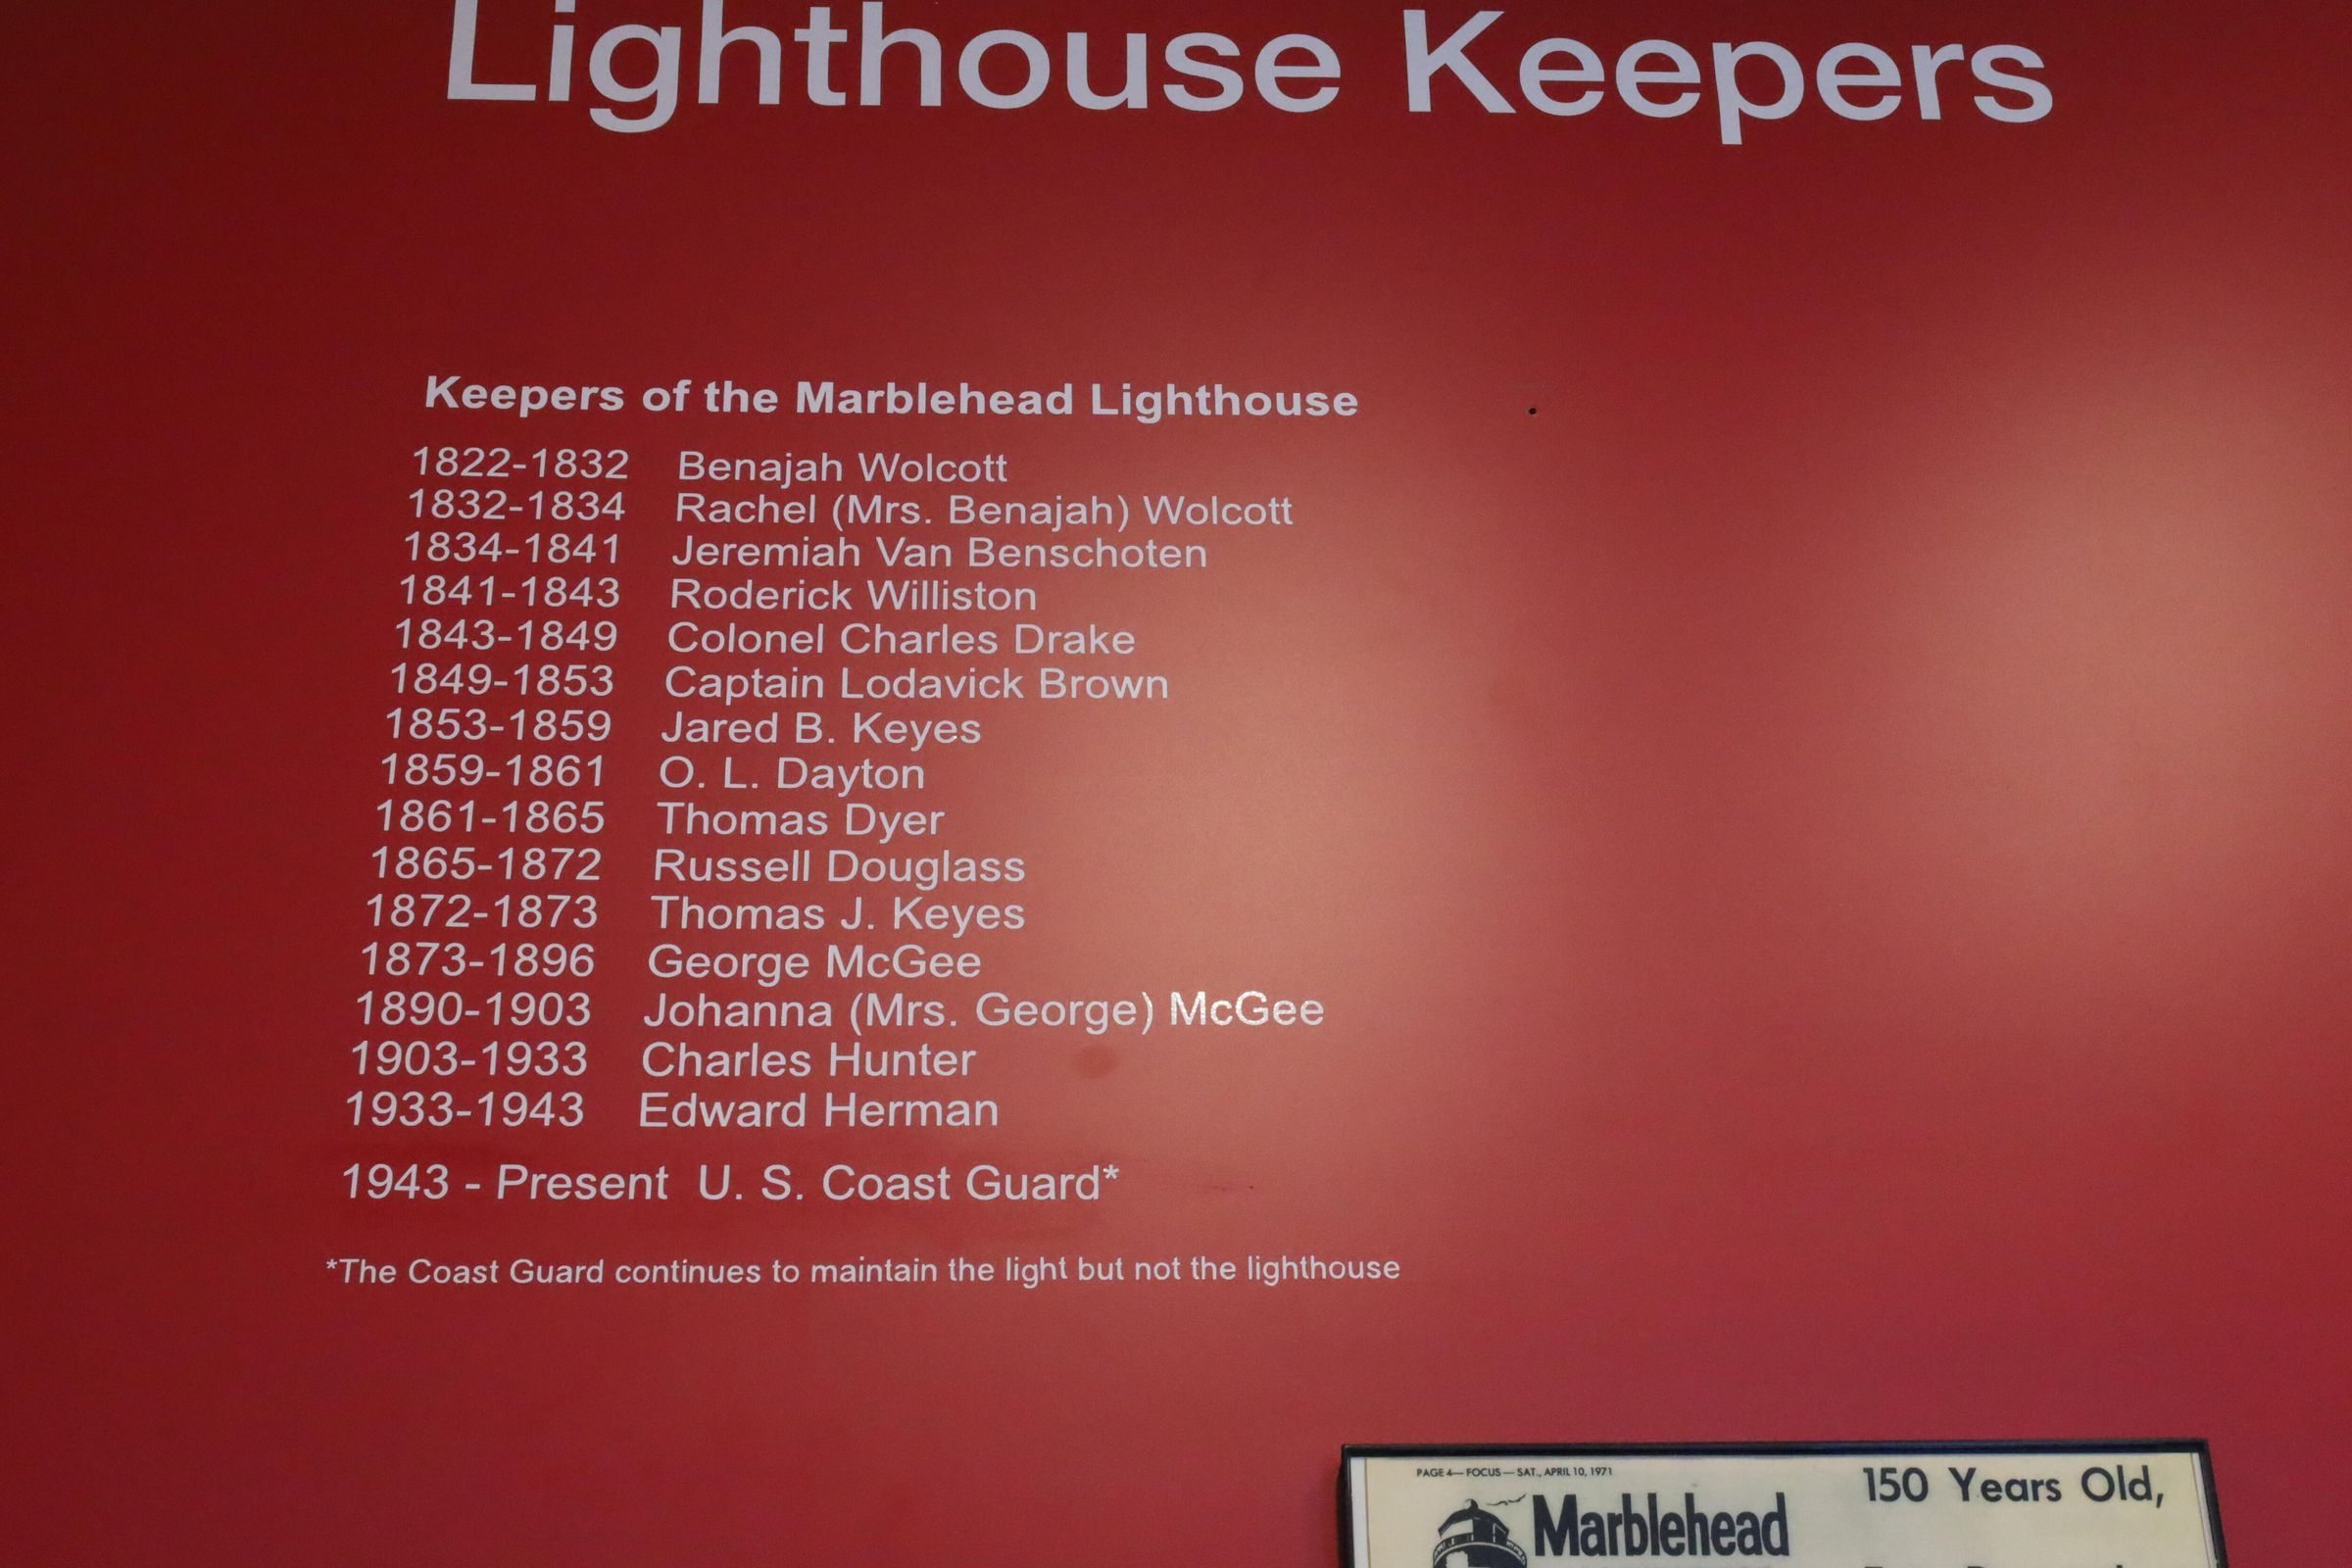 Lighthouse Keepers
Keepers of the Marblehead Lighthouse
1822-1832 Benajah Wolcott
1832-1834 Rachel (Mrs. Benajah) Wolcott
1834-1841 Jeremiah Van Benschoten
1841-1843 Roderick Williston
1843-1849 Colonel Charles Drake
1849-1853 Captain Lodavick Brown
1853-1859 Jared B. Keyes
1859-1861 O. L. Dayton
1861-1865 Thomas Dyer
1865-1872 Russell Douglass
1872-1873 Thomas J. Keyes
1873-1896 George McGee
1890-1903 Johanna (Mrs. George) McGee
1903-1933 Charles Hunter
1933-1943 Edward Herman
1943 - Present U. S. Coast Guard*
*The Coast Guard continues to maintain the light but not the lighthouse
PAGE 4— FOCUS — SAT., APRIL 10, 1971
Marblehead
150 Years Old,